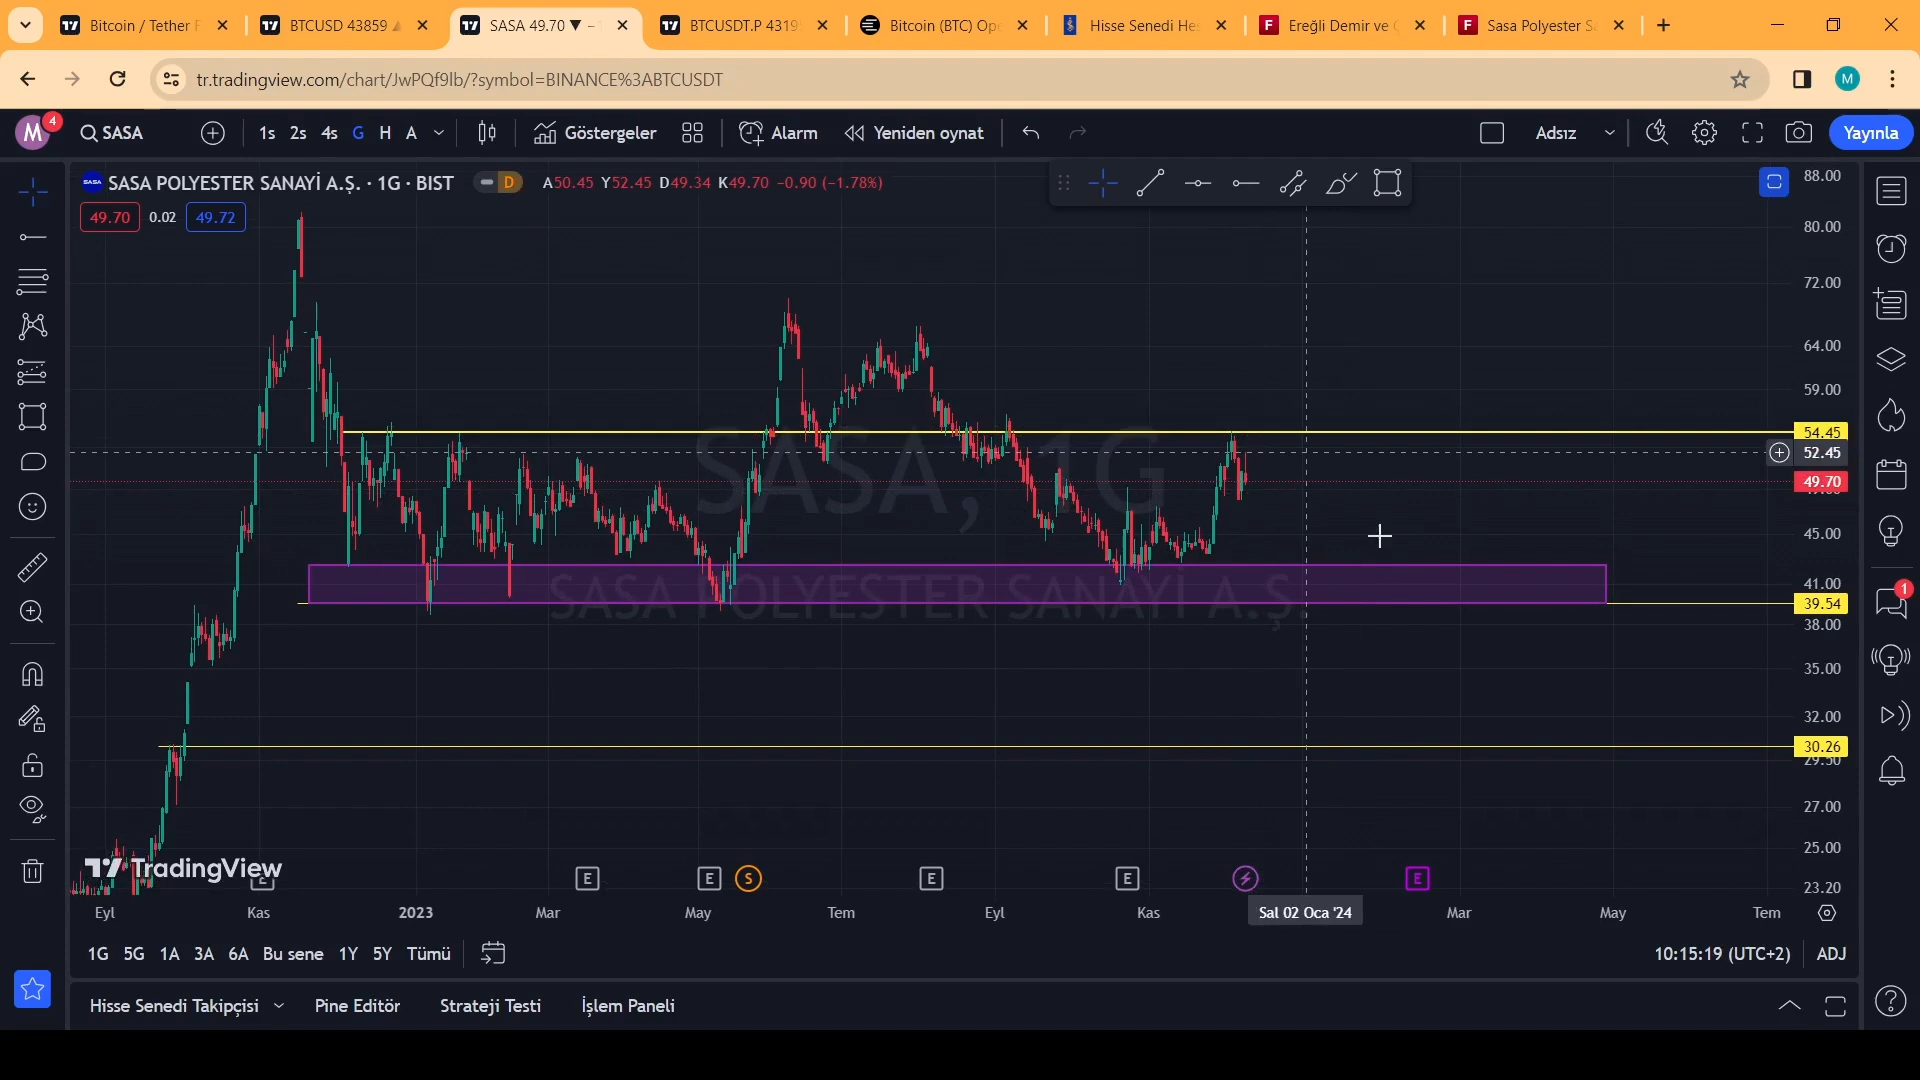 Bitcoin / Tether F
BTCUSD 43859
SASA 49.70 ▼ –
BTCUSDT.P 4319
Bitcoin (BTC) Ope
Hisse Senedi Hes
Ereğli Demir ve Ç
Sasa Polyester Sa
tr.tradingview.com/chart/JwPQf9lb/?symbol=BINANCE%3ABTCUSDT
M
M 4
SASA
1s 2s 4s G H A
Göstergeler
Alarm
Yeniden oynat
Adsız
Yayınla
SASA POLYESTER SANAYİ A.Ş. · 1G · BIST
D
A50.45 Y52.45 D49.34 K49.70 −0.90 (−1.78%)
49.70 0.02 49.72
88.00
80.00
72.00
64.00
59.00
54.45
52.45
49.70
45.00
41.00
39.54
38.00
35.00
32.00
30.26
29.50
27.00
25.00
23.20
SASA, 1G
SASA POLYESTER SANAYİ A.Ş.
1
TradingView
E E E S E E E
Eyl Kas 2023 Mar May Tem Eyl Kas Sal 02 Oca '24 Mar May Tem
1G 5G 1A 3A 6A Bu sene 1Y 5Y Tümü
10:15:19 (UTC+2) ADJ
Hisse Senedi Takipçisi Pine Editör Strateji Testi İşlem Paneli